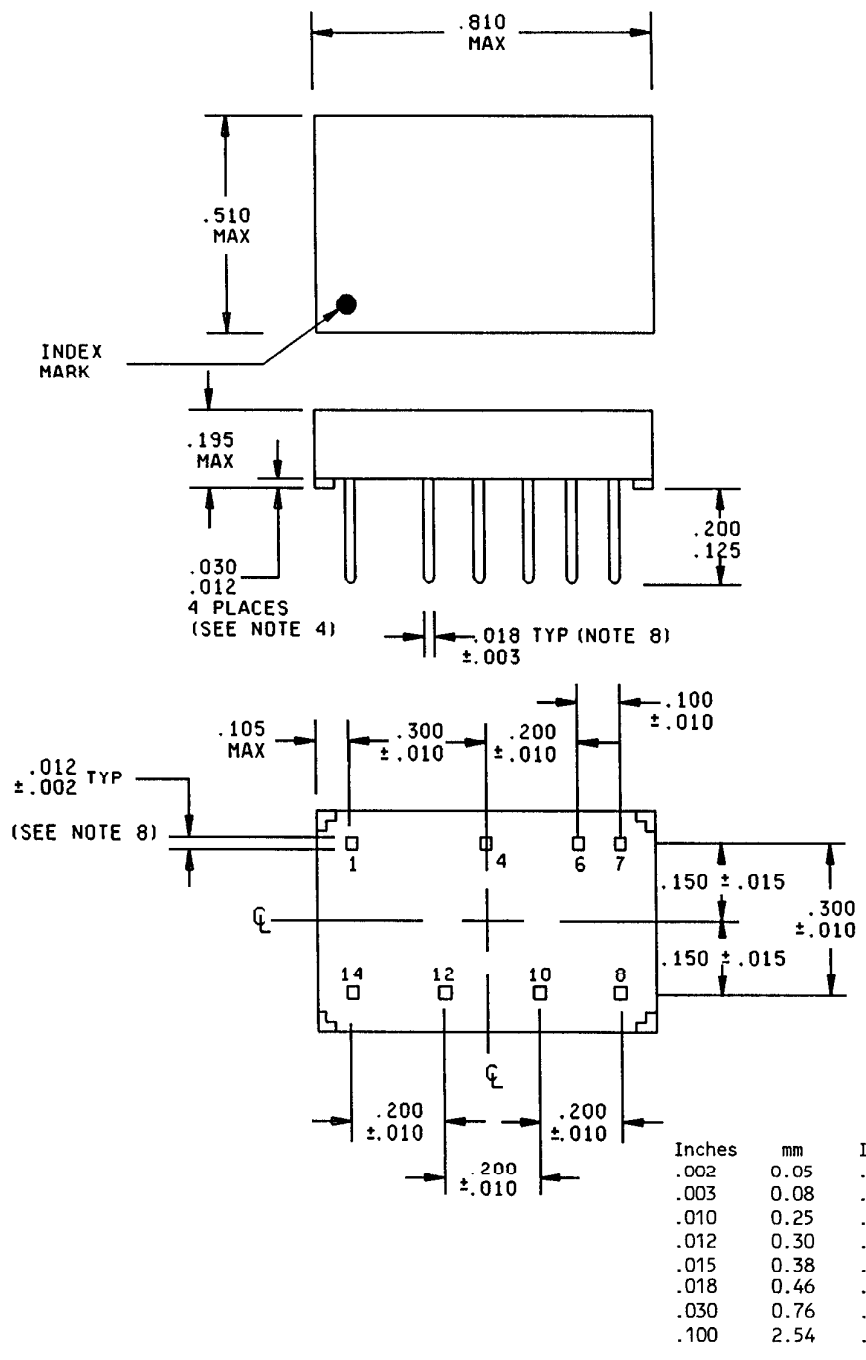 .810
MAX
.510
MAX
INDEX
MARK
.195
MAX
.030
.012
4 PLACES
(SEE NOTE 4)
.200
.125
.018 TYP (NOTE 8)
±.003
.105
MAX
.300
±.010
.200
±.010
.100
±.010
.012 TYP
±.002
(SEE NOTE 8)
1 4 6 7
.150 ±.015
.300
±.010
.150 ±.015
14 12 10 8
.200
±.010
.200
±.010
.200
±.010
Inches mm I
.002 0.05 .
.003 0.08 .
.010 0.25 .
.012 0.30 .
.015 0.38 .
.018 0.46 .
.030 0.76 .
.100 2.54 .